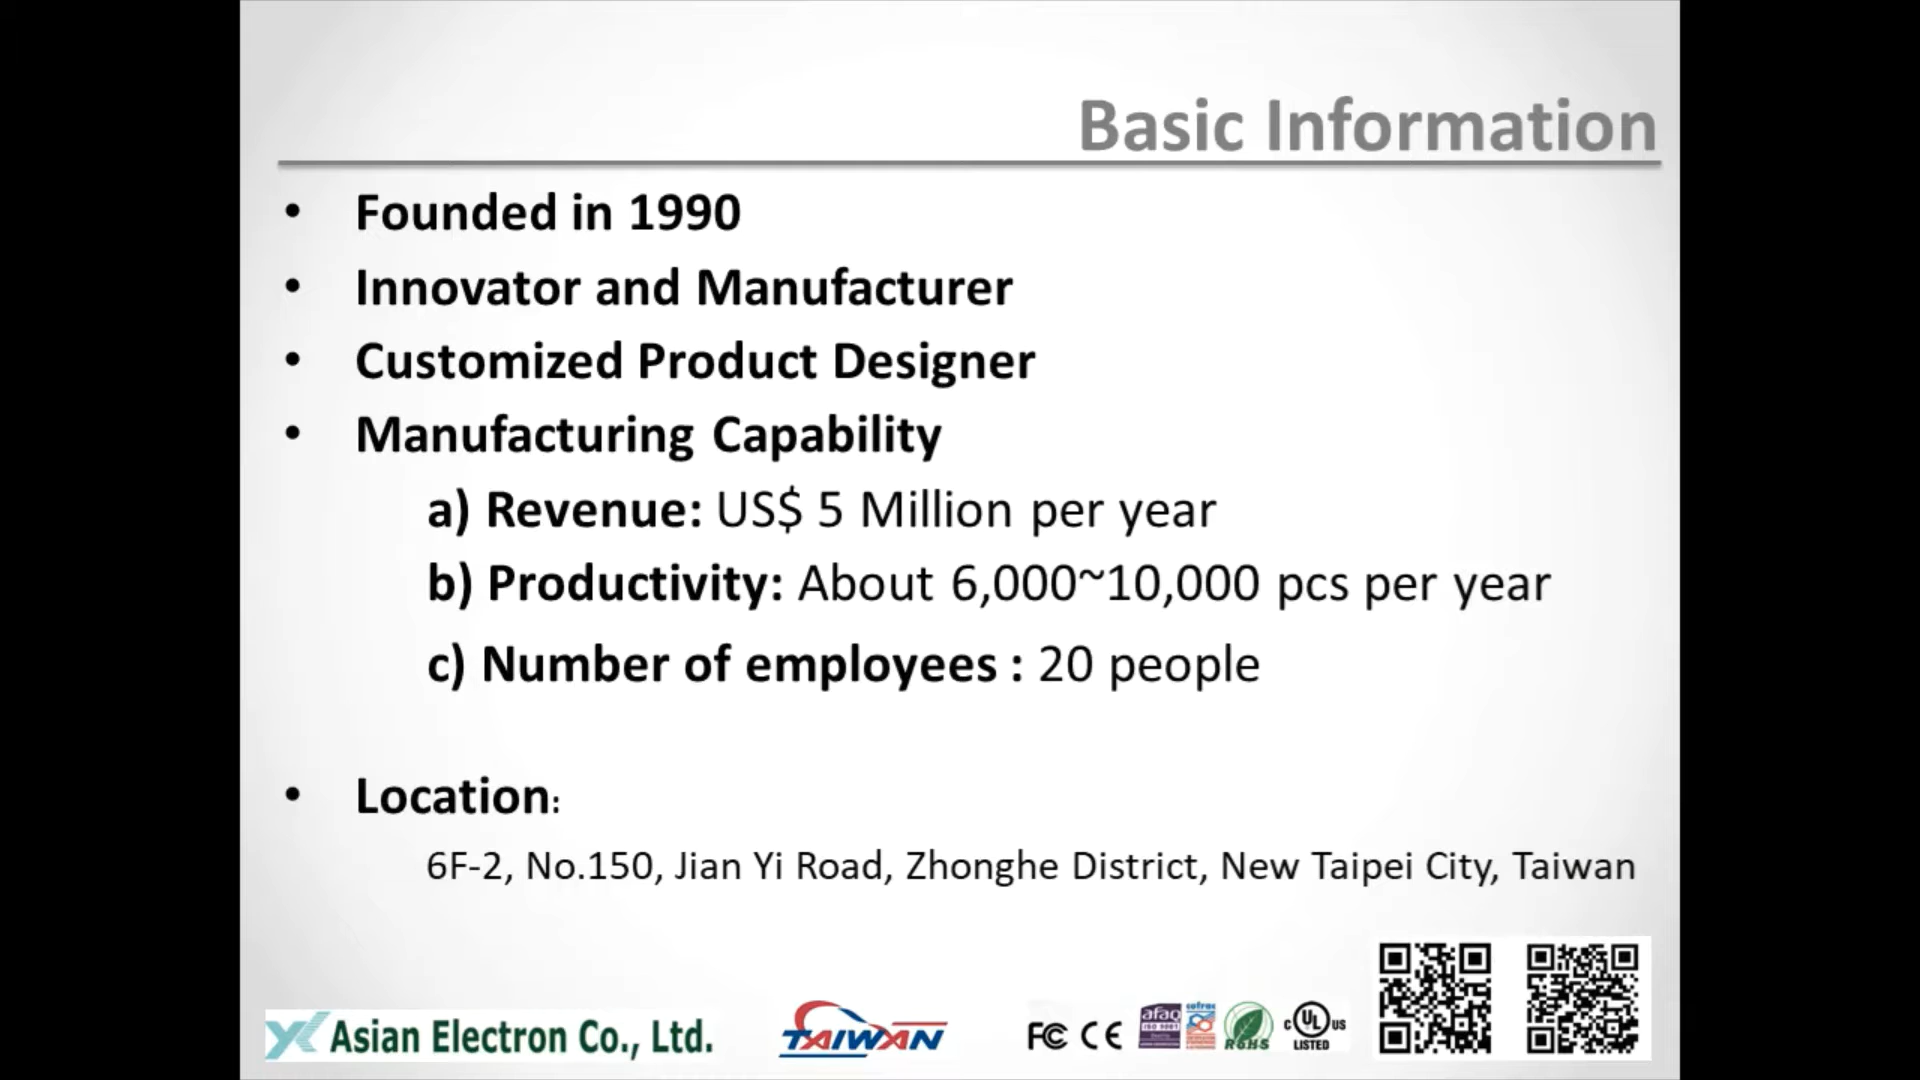 Basic Information
• Founded in 1990
• Innovator and Manufacturer
• Customized Product Designer
• Manufacturing Capability
a) Revenue: US$ 5 Million per year
b) Productivity: About 6,000~10,000 pcs per year
c) Number of employees : 20 people
• Location:
6F-2, No.150, Jian Yi Road, Zhonghe District, New Taipei City, Taiwan
Asian Electron Co., Ltd.
TAIWAN
FC CE
afaq
ISO 9001
cofrac
RoHS
c UL US
LISTED